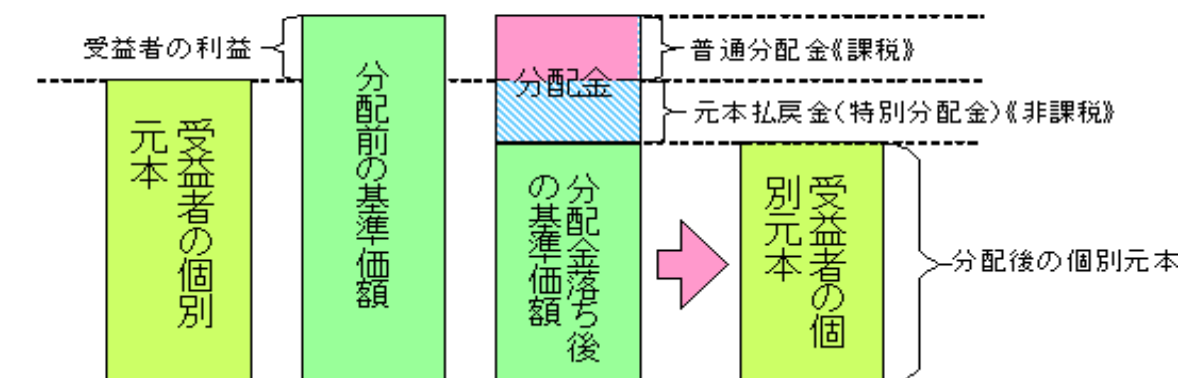 受益者の利益
受益者の個別
元本
分配前の基準価額
分配金
分配金落ち後
の基準価額
普通分配金《課税》
元本払戻金(特別分配金)《非課税》
受益者の個
別元本
分配後の個別元本